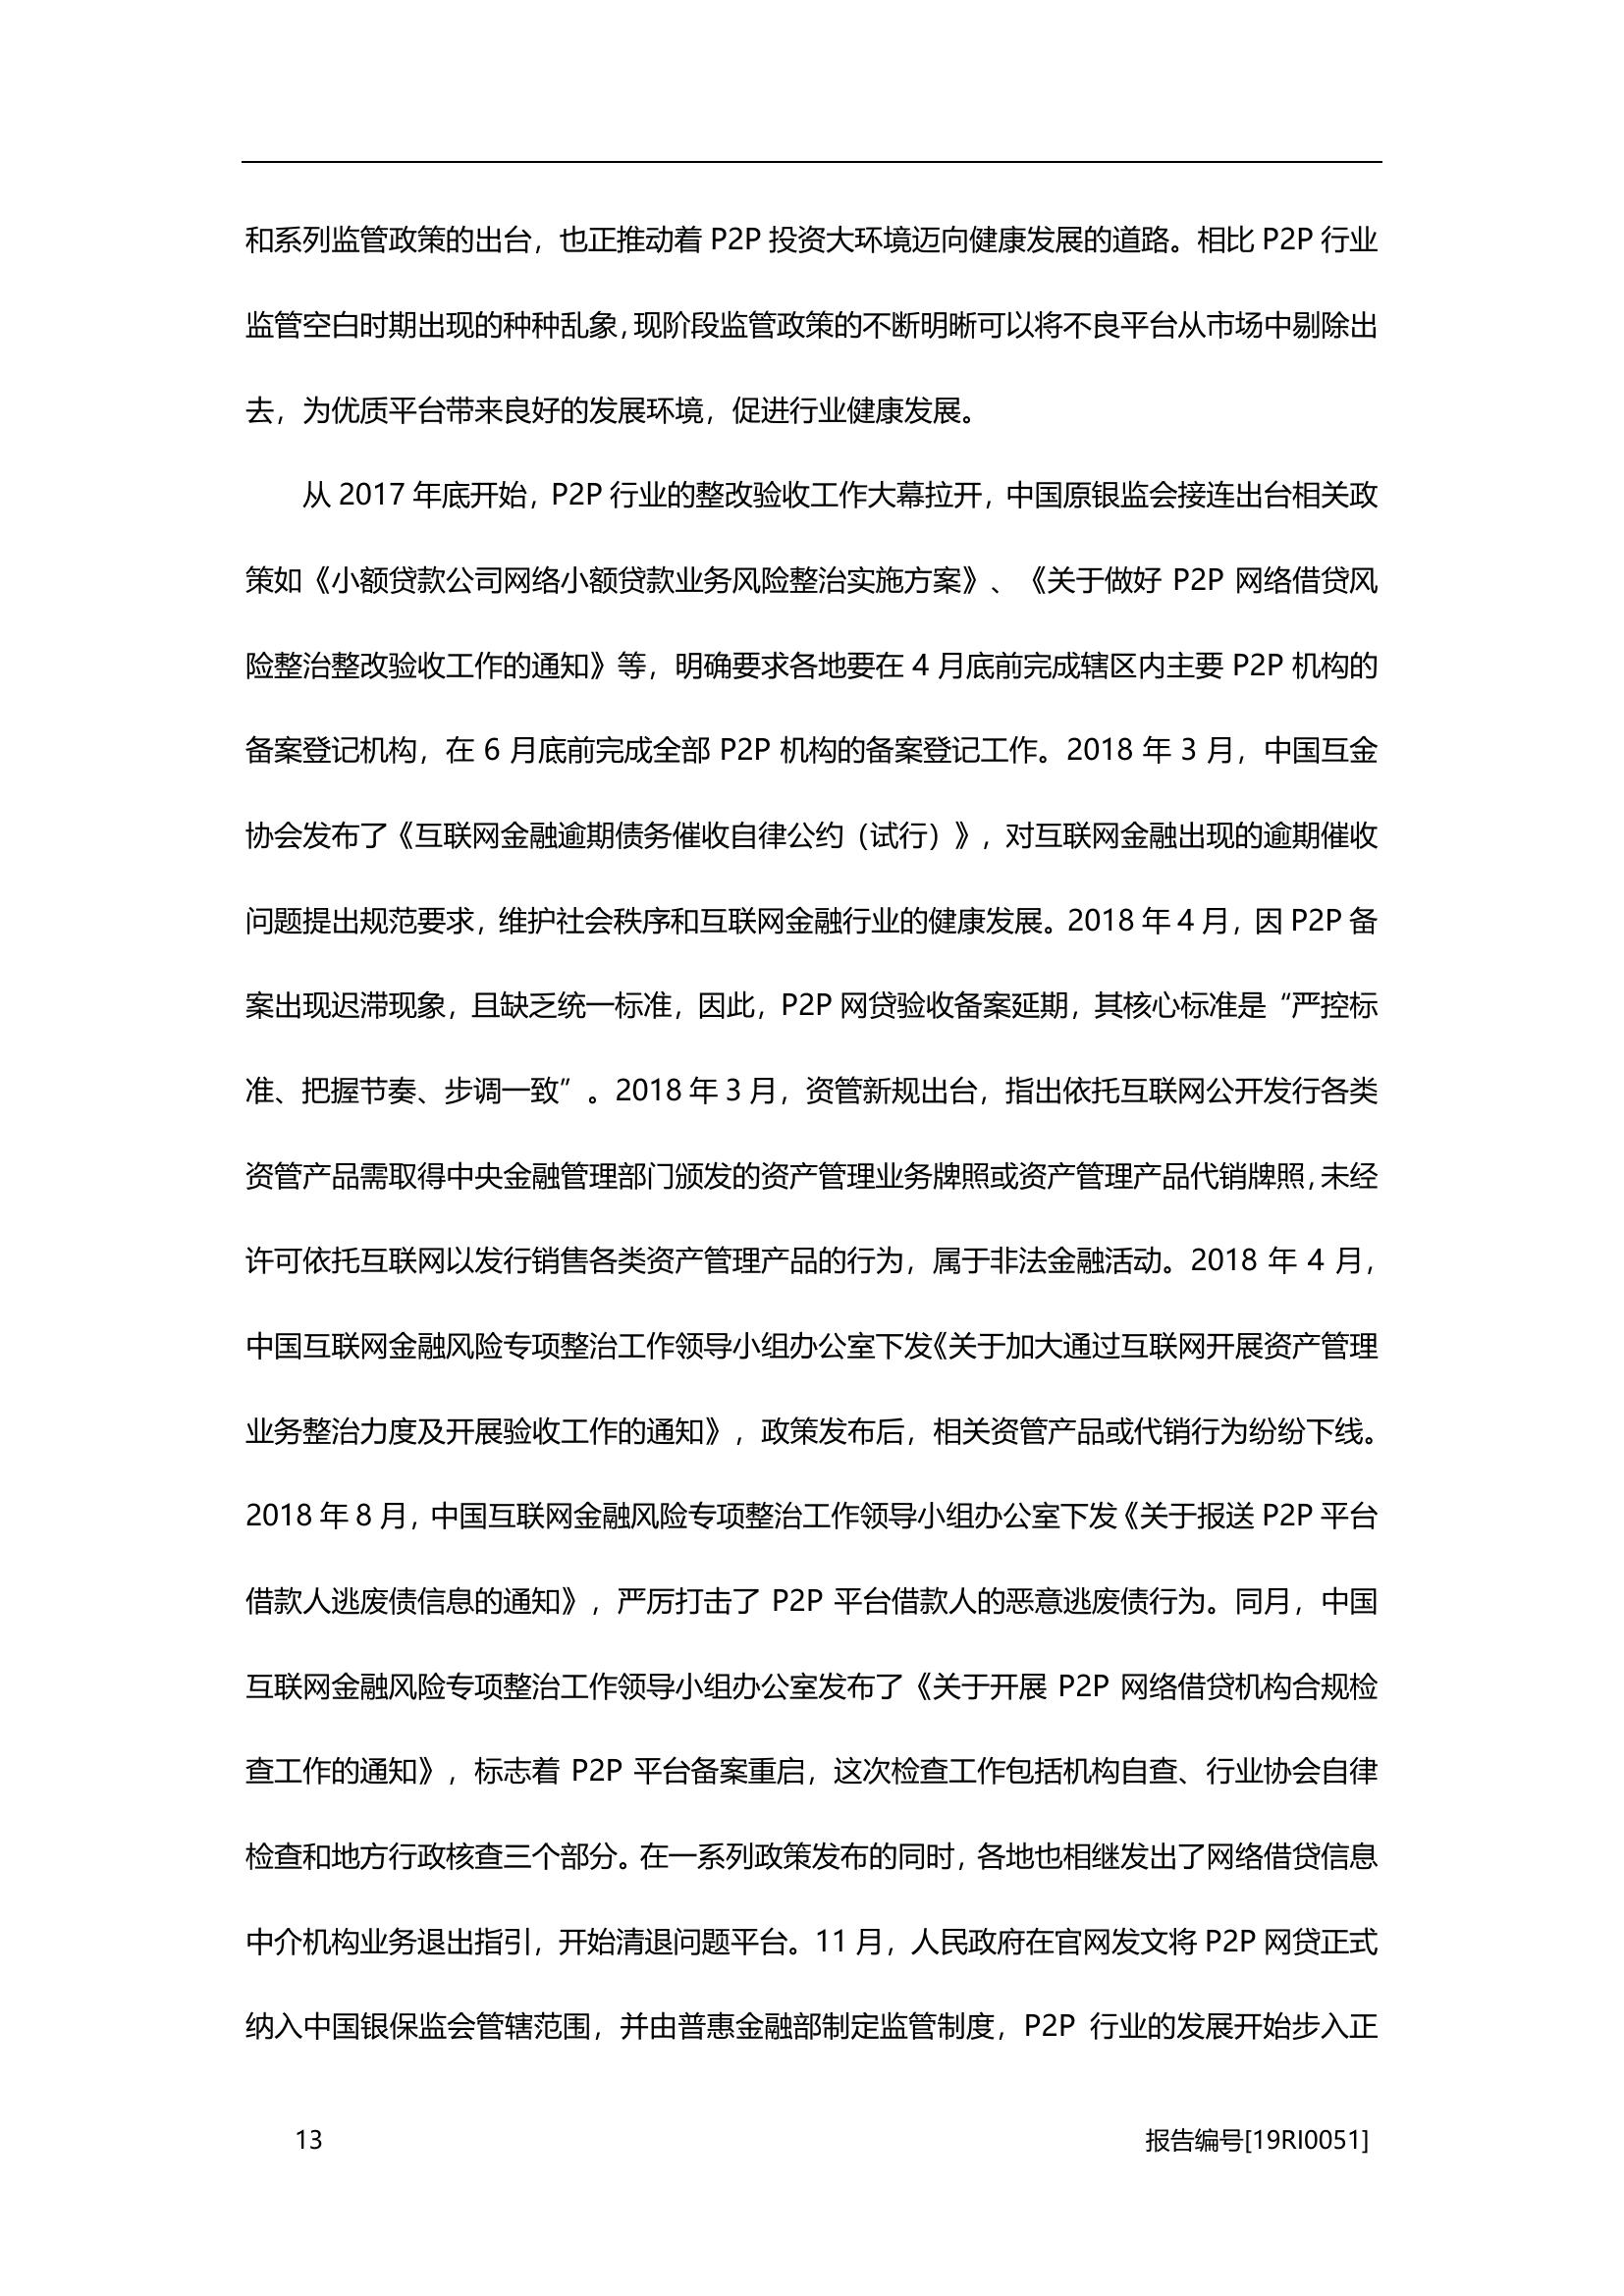 和系列监管政策的出台，也正推动着 P2P 投资大环境迈向健康发展的道路。相比 P2P 行业
监管空白时期出现的种种乱象，现阶段监管政策的不断明晰可以将不良平台从市场中剔除出
去，为优质平台带来良好的发展环境，促进行业健康发展。
从 2017 年底开始，P2P 行业的整改验收工作大幕拉开，中国原银监会接连出台相关政
策如《小额贷款公司网络小额贷款业务风险整治实施方案》、《关于做好 P2P 网络借贷风
险整治整改验收工作的通知》等，明确要求各地要在 4 月底前完成辖区内主要 P2P 机构的
备案登记机构，在 6 月底前完成全部 P2P 机构的备案登记工作。2018 年 3 月，中国互金
协会发布了《互联网金融逾期债务催收自律公约（试行）》，对互联网金融出现的逾期催收
问题提出规范要求，维护社会秩序和互联网金融行业的健康发展。2018 年 4 月，因 P2P 备
案出现迟滞现象，且缺乏统一标准，因此，P2P 网贷验收备案延期，其核心标准是“严控标
准、把握节奏、步调一致”。2018 年 3 月，资管新规出台，指出依托互联网公开发行各类
资管产品需取得中央金融管理部门颁发的资产管理业务牌照或资产管理产品代销牌照，未经
许可依托互联网以发行销售各类资产管理产品的行为，属于非法金融活动。2018 年 4 月，
中国互联网金融风险专项整治工作领导小组办公室下发《关于加大通过互联网开展资产管理
业务整治力度及开展验收工作的通知》，政策发布后，相关资管产品或代销行为纷纷下线。
2018 年 8 月，中国互联网金融风险专项整治工作领导小组办公室下发《关于报送 P2P 平台
借款人逃废债信息的通知》，严厉打击了 P2P 平台借款人的恶意逃废债行为。同月，中国
互联网金融风险专项整治工作领导小组办公室发布了《关于开展 P2P 网络借贷机构合规检
查工作的通知》，标志着 P2P 平台备案重启，这次检查工作包括机构自查、行业协会自律
检查和地方行政核查三个部分。在一系列政策发布的同时，各地也相继发出了网络借贷信息
中介机构业务退出指引，开始清退问题平台。11 月，人民政府在官网发文将 P2P 网贷正式
纳入中国银保监会管辖范围，并由普惠金融部制定监管制度，P2P 行业的发展开始步入正
13 报告编号[19RI0051]